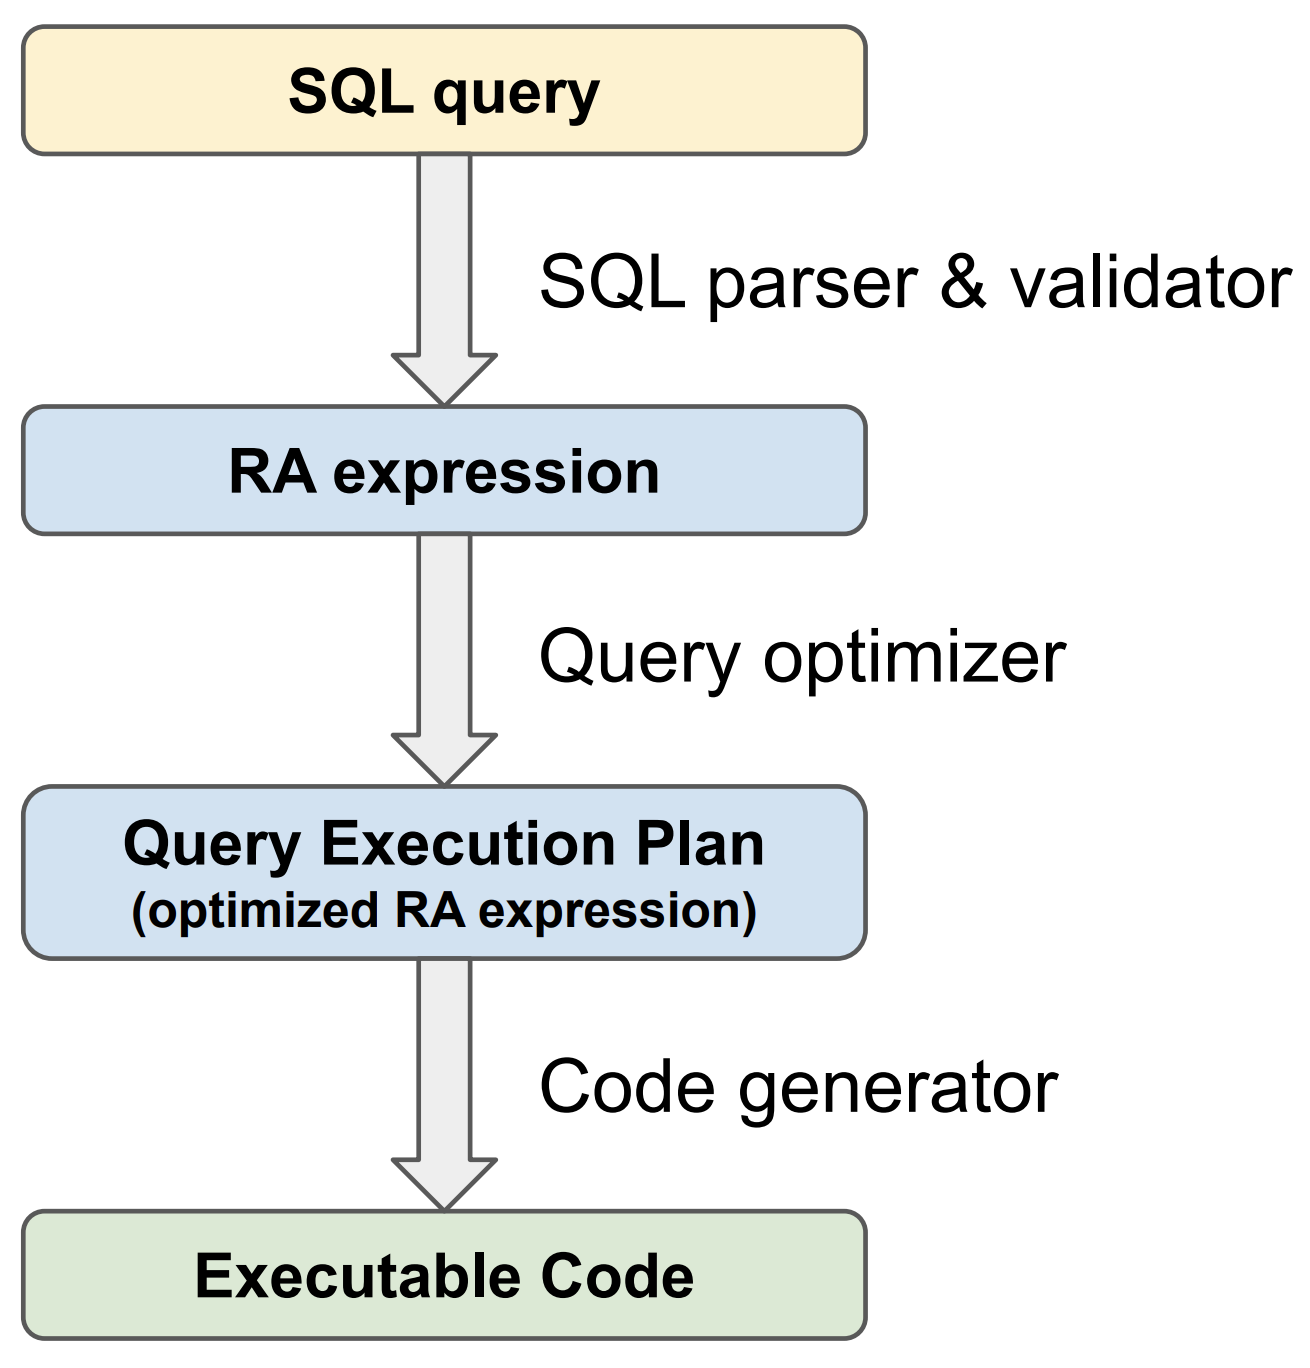 SQL query
SQL parser & validator
RA expression
Query optimizer
Query Execution Plan
(optimized RA expression)
Code generator
Executable Code